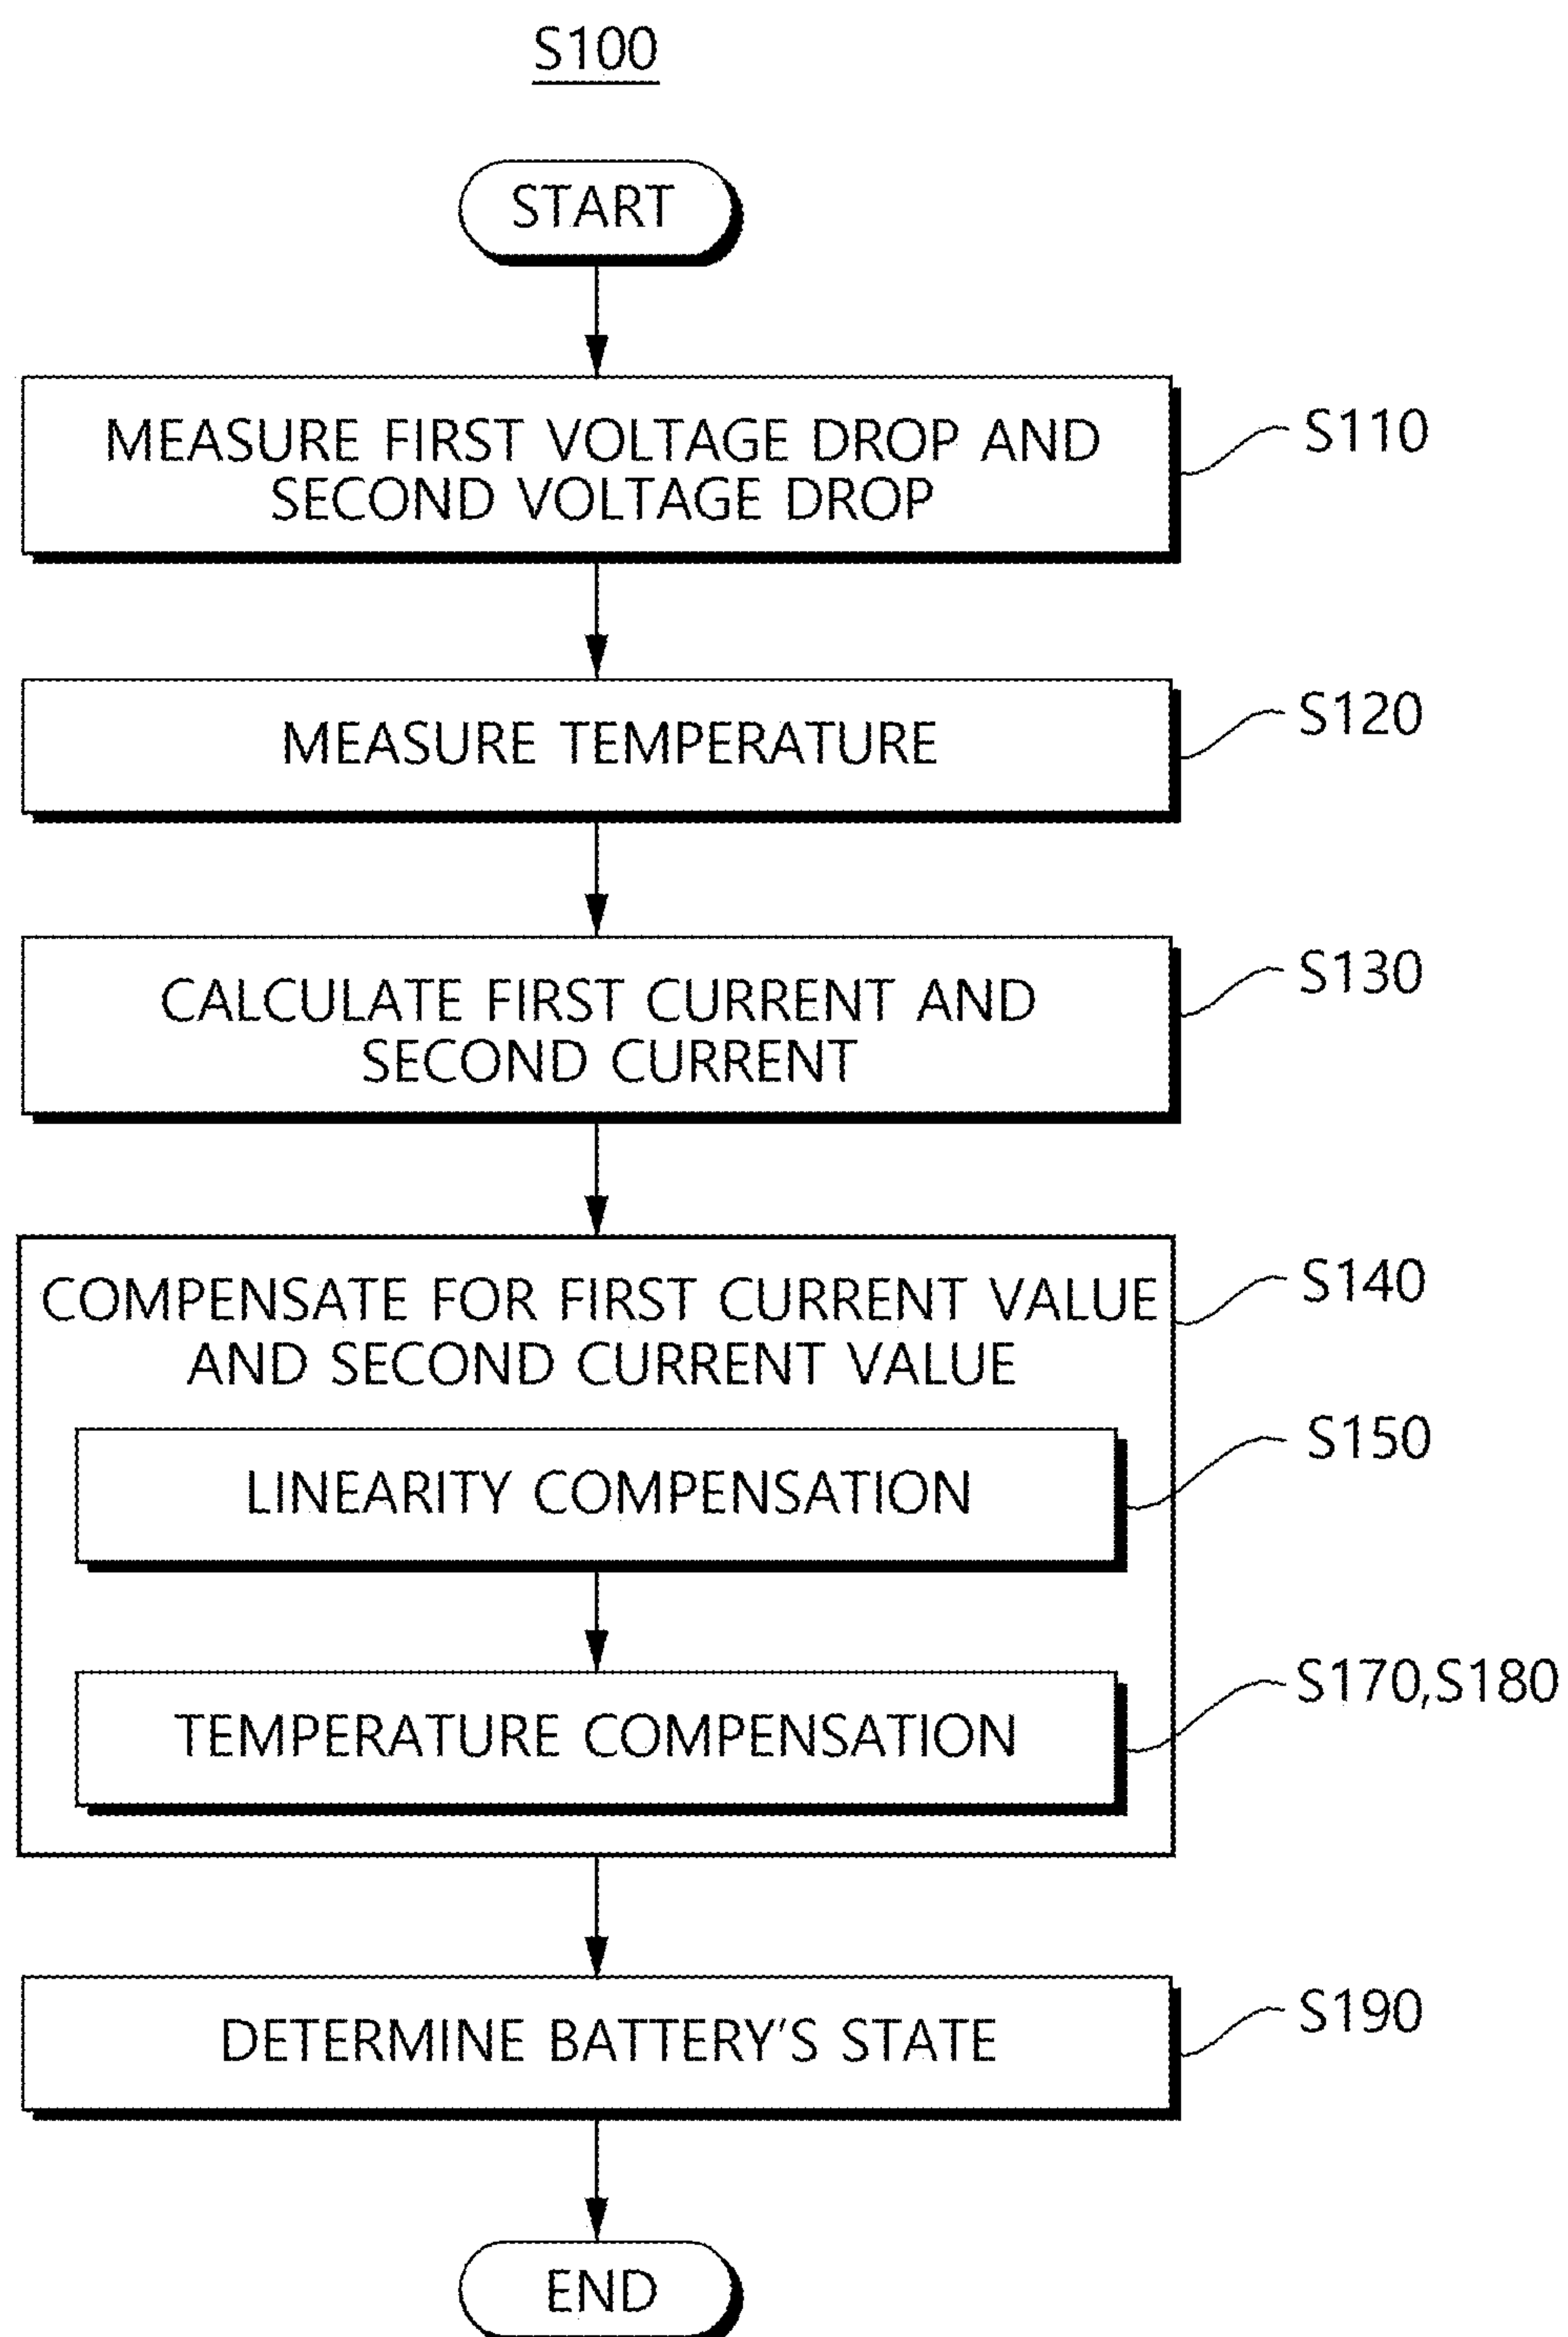 S100
START
MEASURE FIRST VOLTAGE DROP AND
SECOND VOLTAGE DROP
S110
MEASURE TEMPERATURE
S120
CALCULATE FIRST CURRENT AND
SECOND CURRENT
S130
COMPENSATE FOR FIRST CURRENT VALUE
AND SECOND CURRENT VALUE
S140
LINEARITY COMPENSATION
S150
TEMPERATURE COMPENSATION
S170,S180
DETERMINE BATTERY'S STATE
S190
END